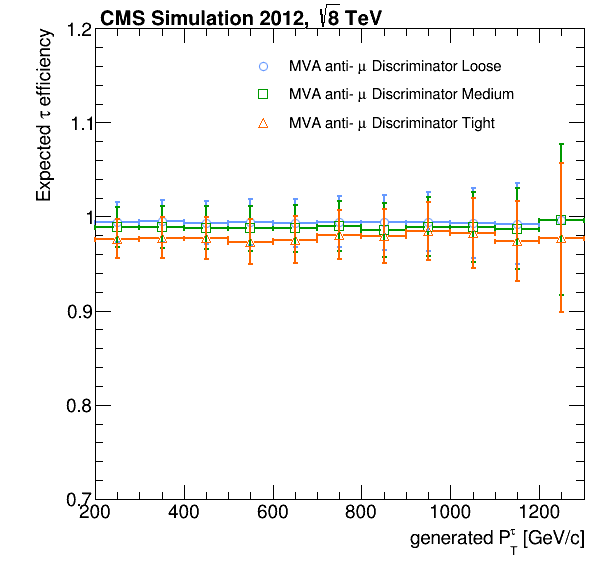 CMS Simulation 2012, √8 TeV
Expected τ efficiency
MVA anti- μ Discriminator Loose
MVA anti- μ Discriminator Medium
MVA anti- μ Discriminator Tight
1.2
1.1
1
0.9
0.8
0.7
200 400 600 800 1000 1200
generated P_T^τ [GeV/c]